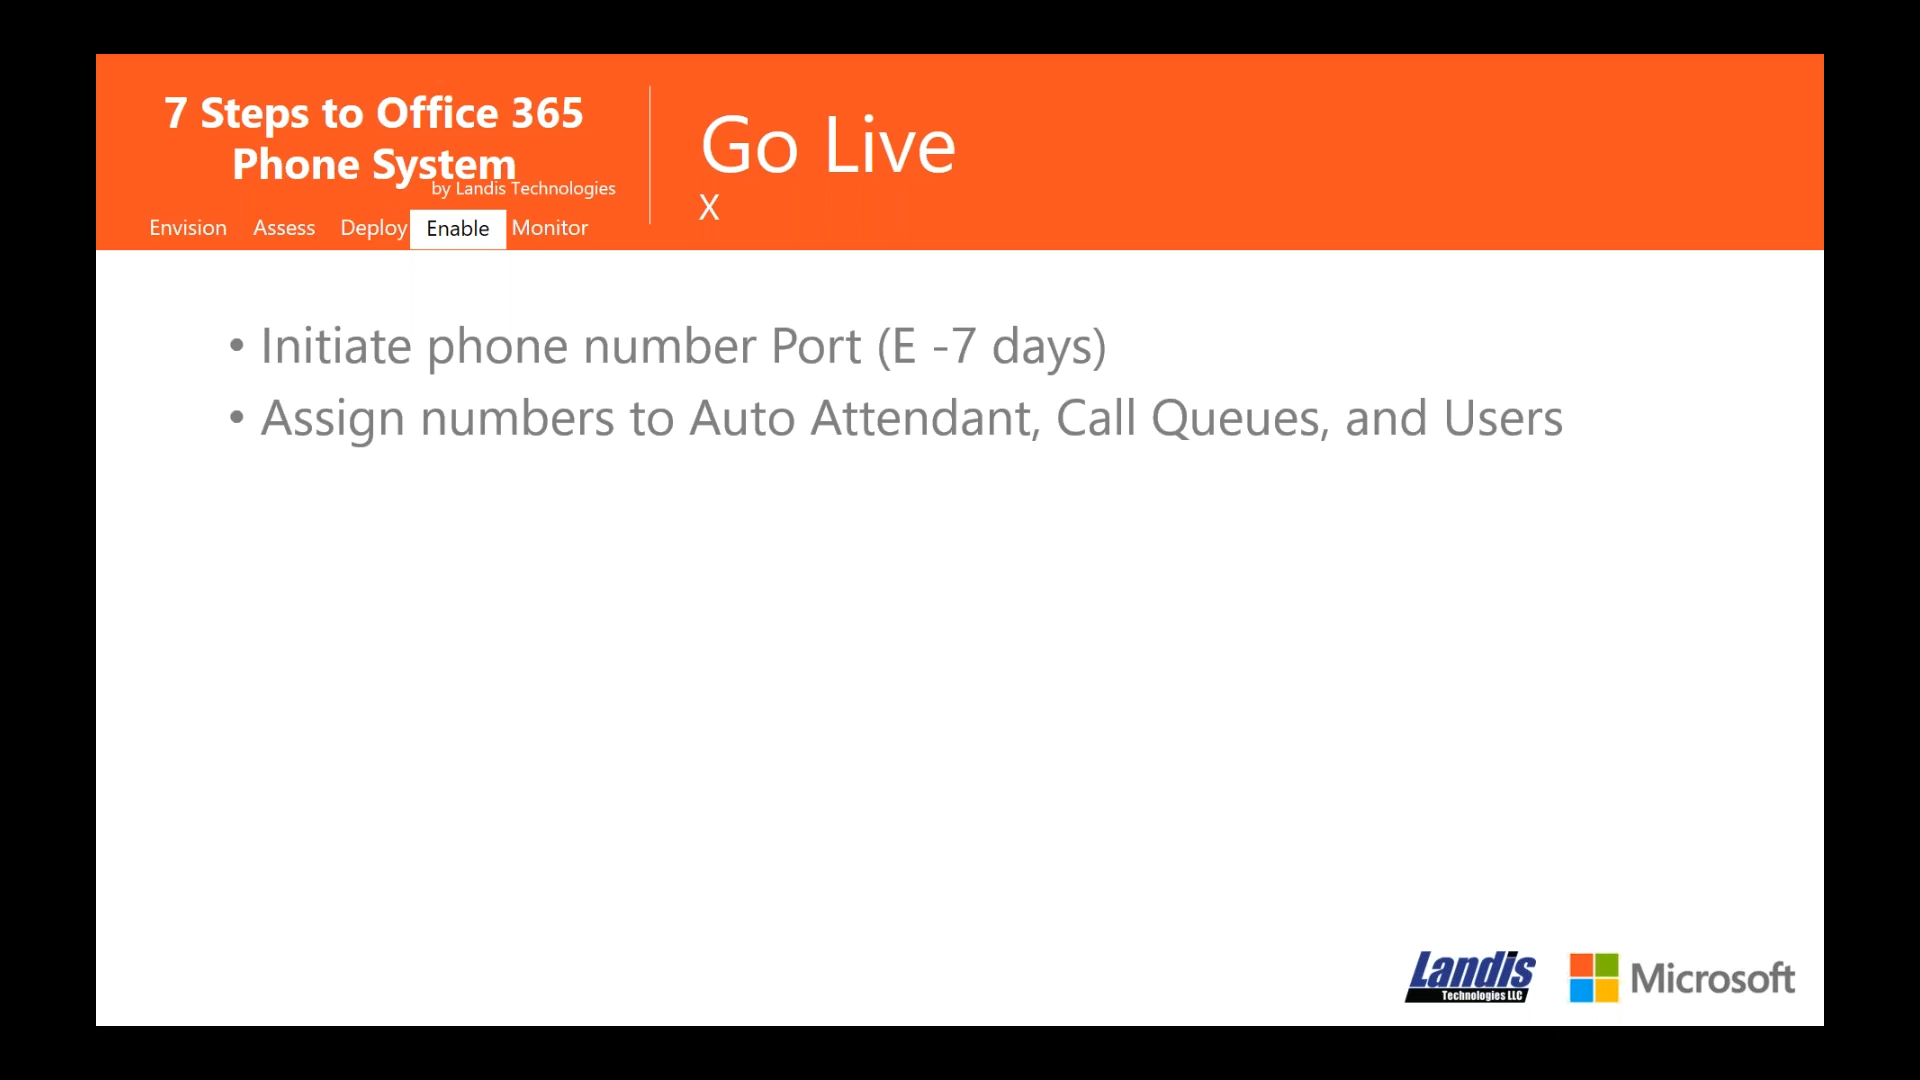 7 Steps to Office 365
Phone System
by Landis Technologies
Envision Assess Deploy Enable Monitor
Go Live
X
• Initiate phone number Port (E -7 days)
• Assign numbers to Auto Attendant, Call Queues, and Users
Landis
Technologies LLC
Microsoft